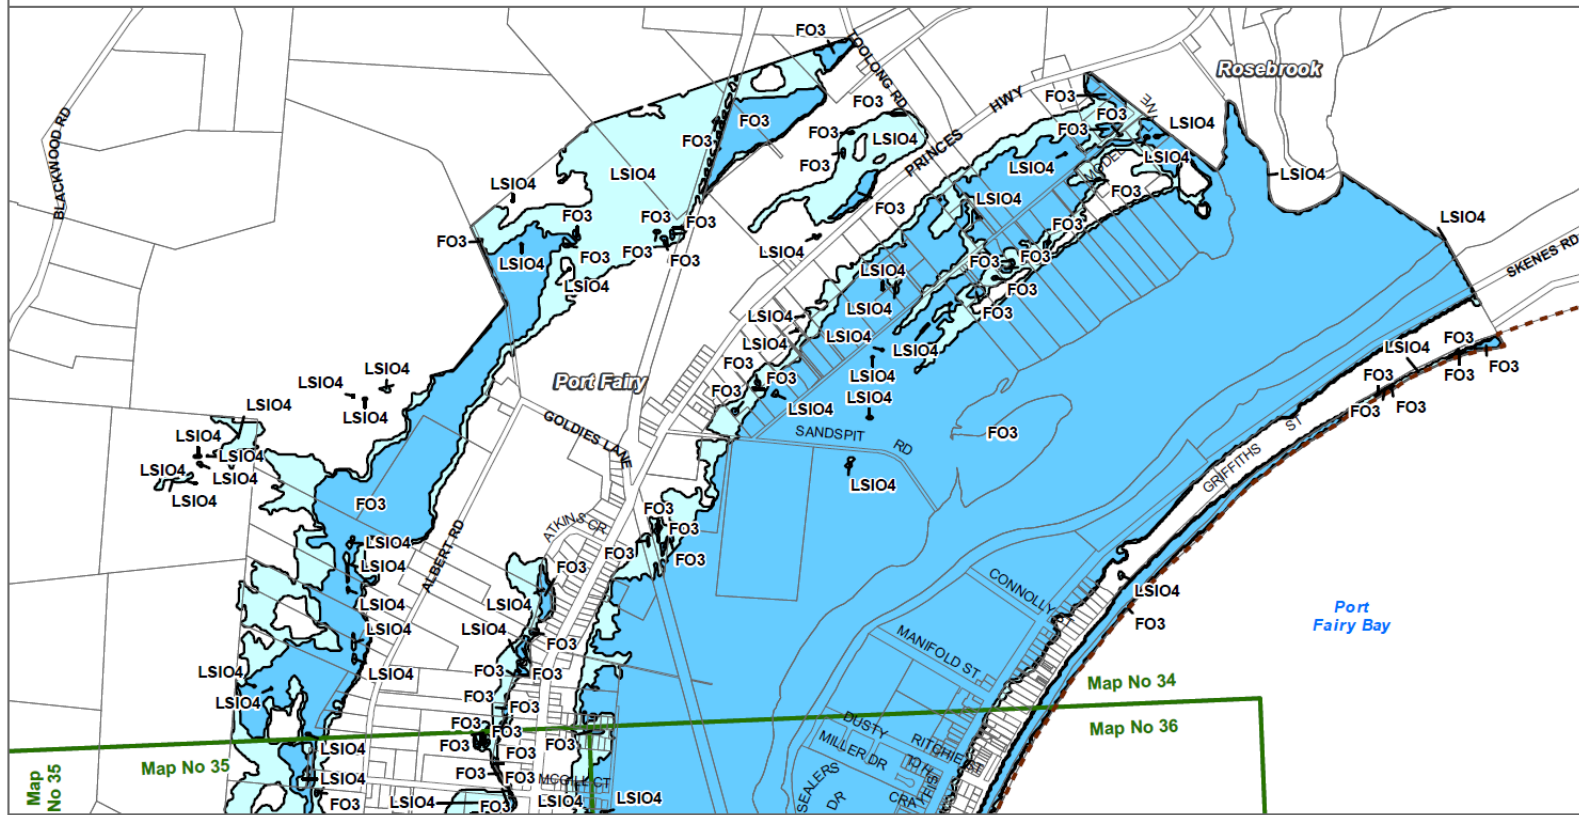 FO3
TOOLONG RD
Rosebrook
BLACKWOOD RD
FO3
HWY
FO3
FO3
FO3
FO3
FO3
LSIO4
FO3
LSIO4
FO3
PRINCES
LSIO4
LSIO4
LSIO4
MODEL
LSIO4
LSIO4
LSIO4
FO3
FO3
LSIO4
FO3
FO3
LSIO4
FO3
FO3
FO3
FO3
LSIO4
FO3
SKENES RD
LSIO4
FO3
FO3
FO3
FO3
LSIO4
LSIO4
FO3
LSIO4
FO3
LSIO4
LSIO4
LSIO4
LSIO4
LSIO4
FO3
FO3
LSIO4
FO3
Port Fairy
FO3
FO3
LSIO4
LSIO4
FO3
LSIO4
FO3
FO3
LSIO4
LSIO4
LSIO4
GOLDIES LANE
SANDSPIT
RD
FO3
GRIFFITHS
ST
LSIO4
LSIO4
LSIO4
LSIO4
LSIO4
LSIO4
FO3
ATKINS CR
FO3
FO3
LSIO4
FO3
FO3
LSIO4
ALBERT RD
FO3
CONNOLLY
LSIO4
LSIO4
LSIO4
FO3
Port
Fairy Bay
LSIO4
LSIO4
FO3
MANIFOLD ST
LSIO4
LSIO4
FO3
FO3
LSIO4
FO3
FO3
Map No 34
DUSTY
MILLER DR
RITCHIE
Map No 36
FO3
FO3
FO3
FO3
LSIO4
Map No 35
FO3
Map
No 35
LSIO4
FO3
FO3
MCGILL CT
SEALERS
DR
FO3
LSIO4
FO3
LSIO4
LSIO4